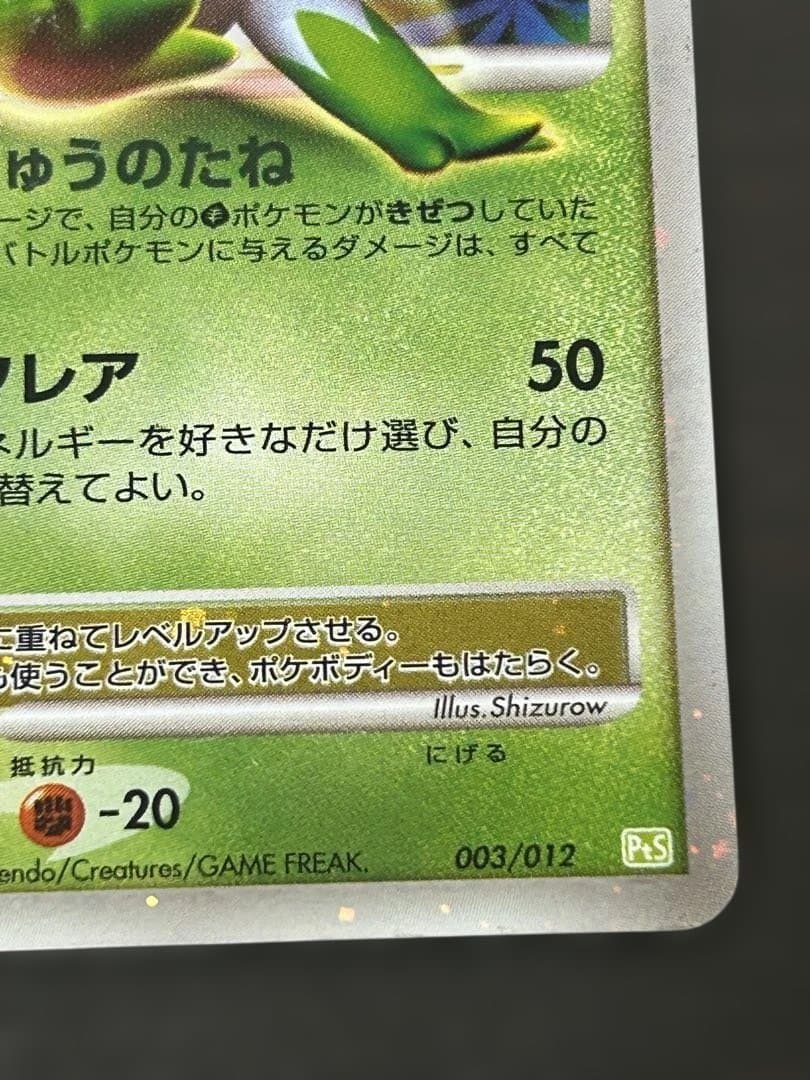 ゅうのたね
ージで、自分の ポケモンがきぜつしていた
バトルポケモンに与えるダメージは、すべて
フレア 50
ネルギーを好きなだけ選び、自分の
替えてよい。
に重ねてレベルアップさせる。
も使うことができ、ポケボディーもはたらく。
Illus.Shizurow
抵抗力 にげる
-20
endo/Creatures/GAME FREAK. 003/012 PtS